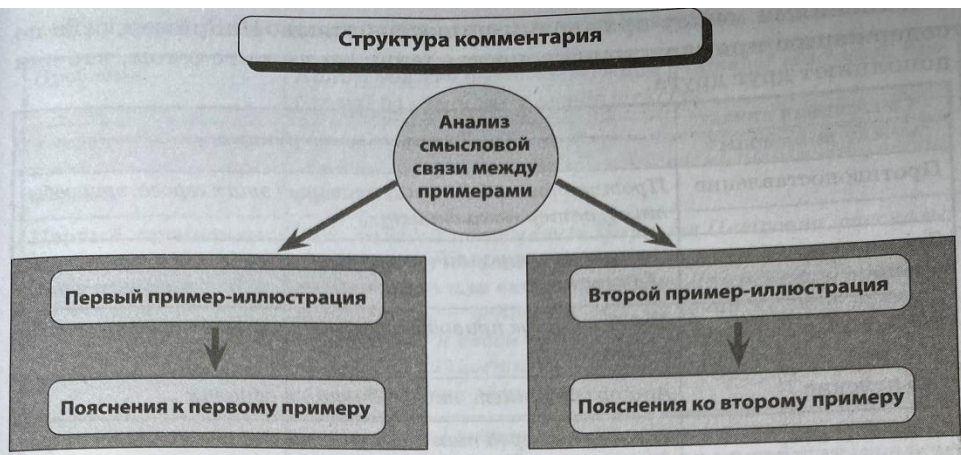 Структура комментария
Анализ
смысловой
связи между
примерами
Первый пример-иллюстрация
Второй пример-иллюстрация
Пояснения к первому примеру
Пояснения ко второму примеру